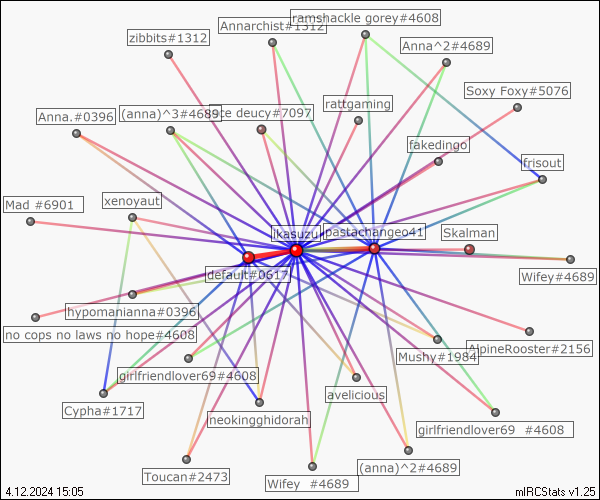 ramshackle gorey#4608
Annarchist#1312
zibbits#1312
Anna^2#4689
Soxy Foxy#5076
rattgaming
Anna.#0396
(anna)^3#4689
ce deucy#7097
fakedingo
frisout
xenoyaut
Mad #6901
ikasuzu
pastachangeo41
Skalman
default#0617
Wifey#4689
hypomanianna#0396
no cops no laws no hope#4608
Mushy#1984
AlpineRooster#2156
girlfriendlover69#4608
avelicious
Cypha#1717
neokingghidorah
girlfriendlover69 #4608
(anna)^2#4689
Toucan#2473
Wifey #4689
4.12.2024 15:05
mIRCStats v1.25